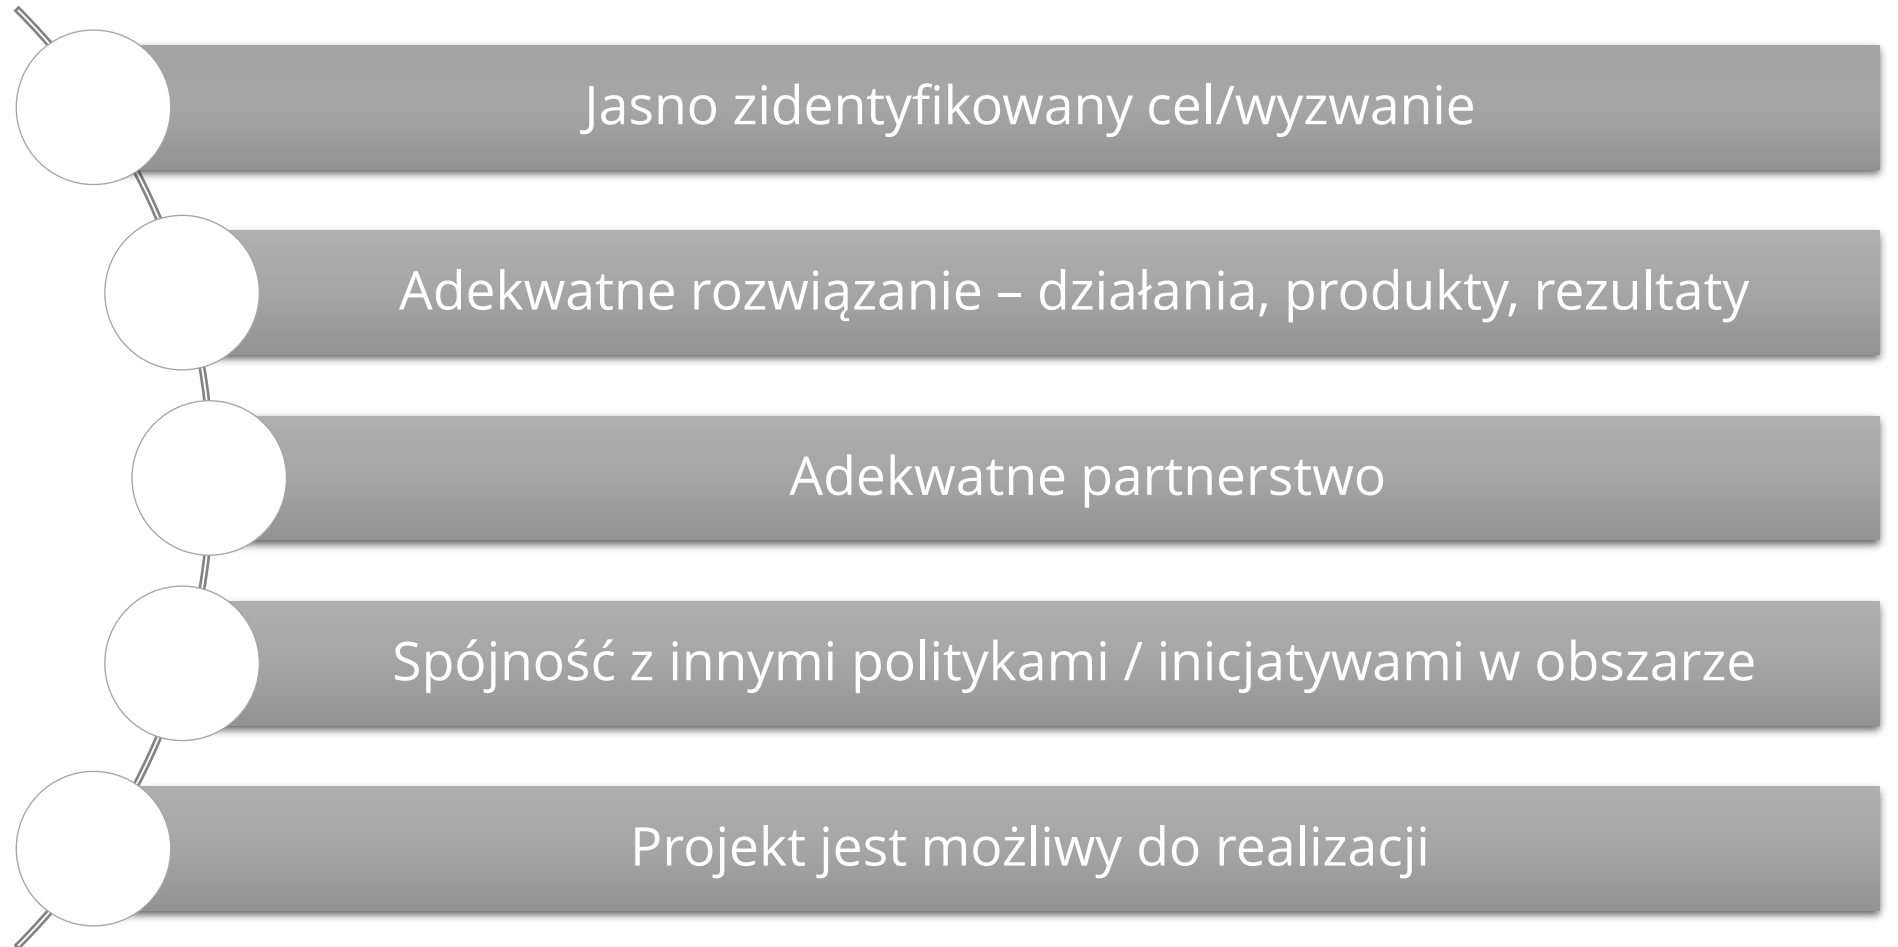 Jasno zidentyfikowany cel/wyzwanie
Adekwatne rozwiązanie – działania, produkty, rezultaty
Adekwatne partnerstwo
Spójność z innymi politykami / inicjatywami w obszarze
Projekt jest możliwy do realizacji